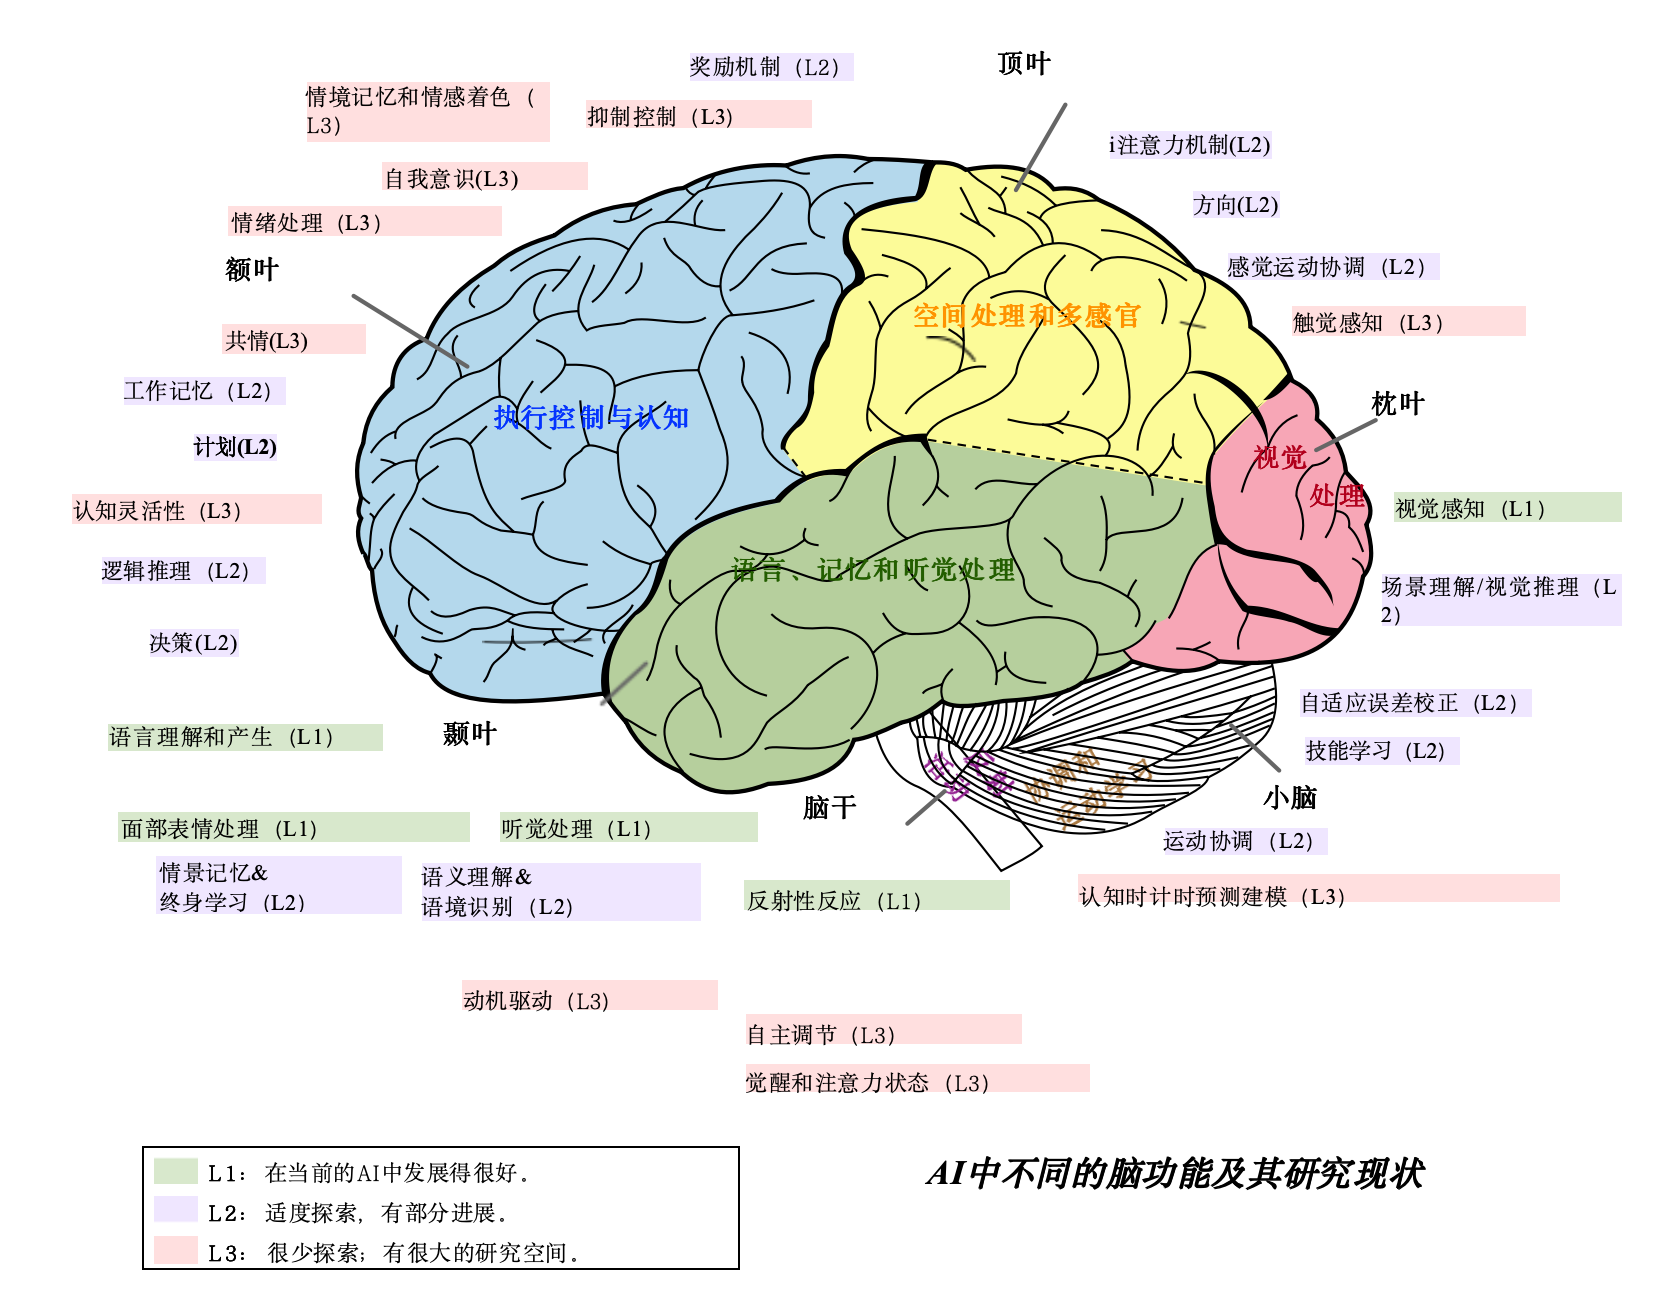 奖励机制（L2）
顶叶
情境记忆和情感着色（
L3）
抑制控制（L3)
i注意力机制(L2)
自我意识(L3)
方向(L2)
情绪处理（L3）
额叶
感觉运动协调（L2）
空间处理和多感官
触觉感知（L3）
共情(L3)
工作记忆（L2）
枕叶
执行控制与认知
计划(L2)
视觉
处理
认知灵活性（L3）
视觉感知（L1）
逻辑推理（L2）
语言、记忆和听觉处理
场景理解/视觉推理（L
2）
决策(L2)
自适应误差校正（L2）
语言理解和产生（L1）
颞叶
技能学习（L2）
协调和
运动学习
脑干
小脑
面部表情处理（L1）
听觉处理（L1）
运动协调（L2）
情景记忆&
终身学习（L2）
语义理解&
语境识别（L2）
反射性反应（L1）
认知时计时预测建模（L3）
动机驱动（L3）
自主调节（L3）
觉醒和注意力状态（L3）
L1：在当前的AI中发展得很好。
L2：适度探索，有部分进展。
L3：很少探索；有很大的研究空间。
AI中不同的脑功能及其研究现状